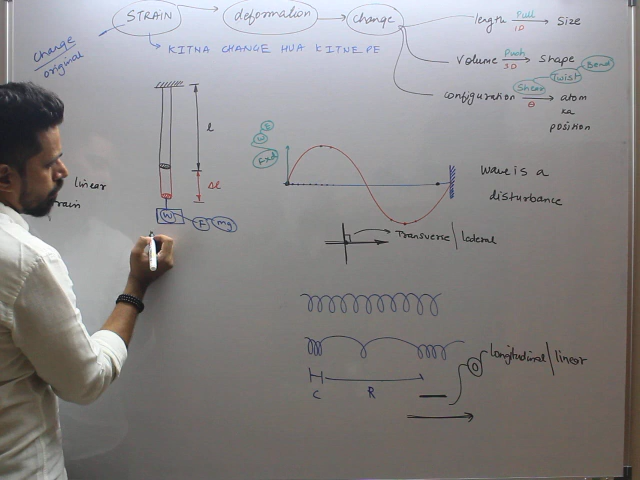 STRAIN
deformation
change
length Pull 1D Size
KITNA CHANGE HUA KITNE PE
change
original
Volume Push 3D Shape
Bend
Twist
Shear
configuration θ atom
ka
position
l
Δl
linear
rain
W
F
mg
wave is a
disturbance
Transverse/lateral
Longitudinal/linear
C
R